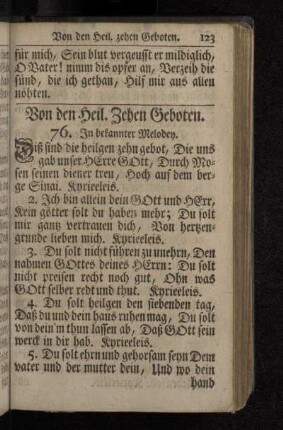 Von den Heil. zehen Geboten. 123
für mich, Sein blut vergeusst er mildiglich,
O Vater! nimm dis opfer an, Verzeih die
sünd, die ich gethan, Hilf mir aus allen
nöhten.
Von den Heil. Zehen Geboten.
76. In bekannter Melodey.
Diß sind die heilgen zehn gebot, Die uns
gab unser HErre GOtt, Durch Mo-
sen seinen diener treu, Hoch auf dem ber-
ge Sinai. Kyrieeleis.
2. Ich bin allein dein GOtt und HErr,
Kein götter solt du haben mehr; Du solt
mir gantz vertrauen dich, Von hertzen-
grunde lieben mich. Kyrieeleis.
3. Du solt nicht führen zu unehrn, Den
nahmen GOttes deines HErrn: Du solt
nicht preisen recht noch gut, Ohn was
GOtt selber redt und thut. Kyrieeleis.
4. Du solt heilgen den siebenden tag,
Daß du und dein haus ruhen mag, Du solt
von dein'm thun lassen ab, Daß GOtt sein
werck in dir hab. Kyrieeleis.
5. Du solt ehrn und gehorsam seyn Dem
vater und der mutter dein, Und wo dein
hand